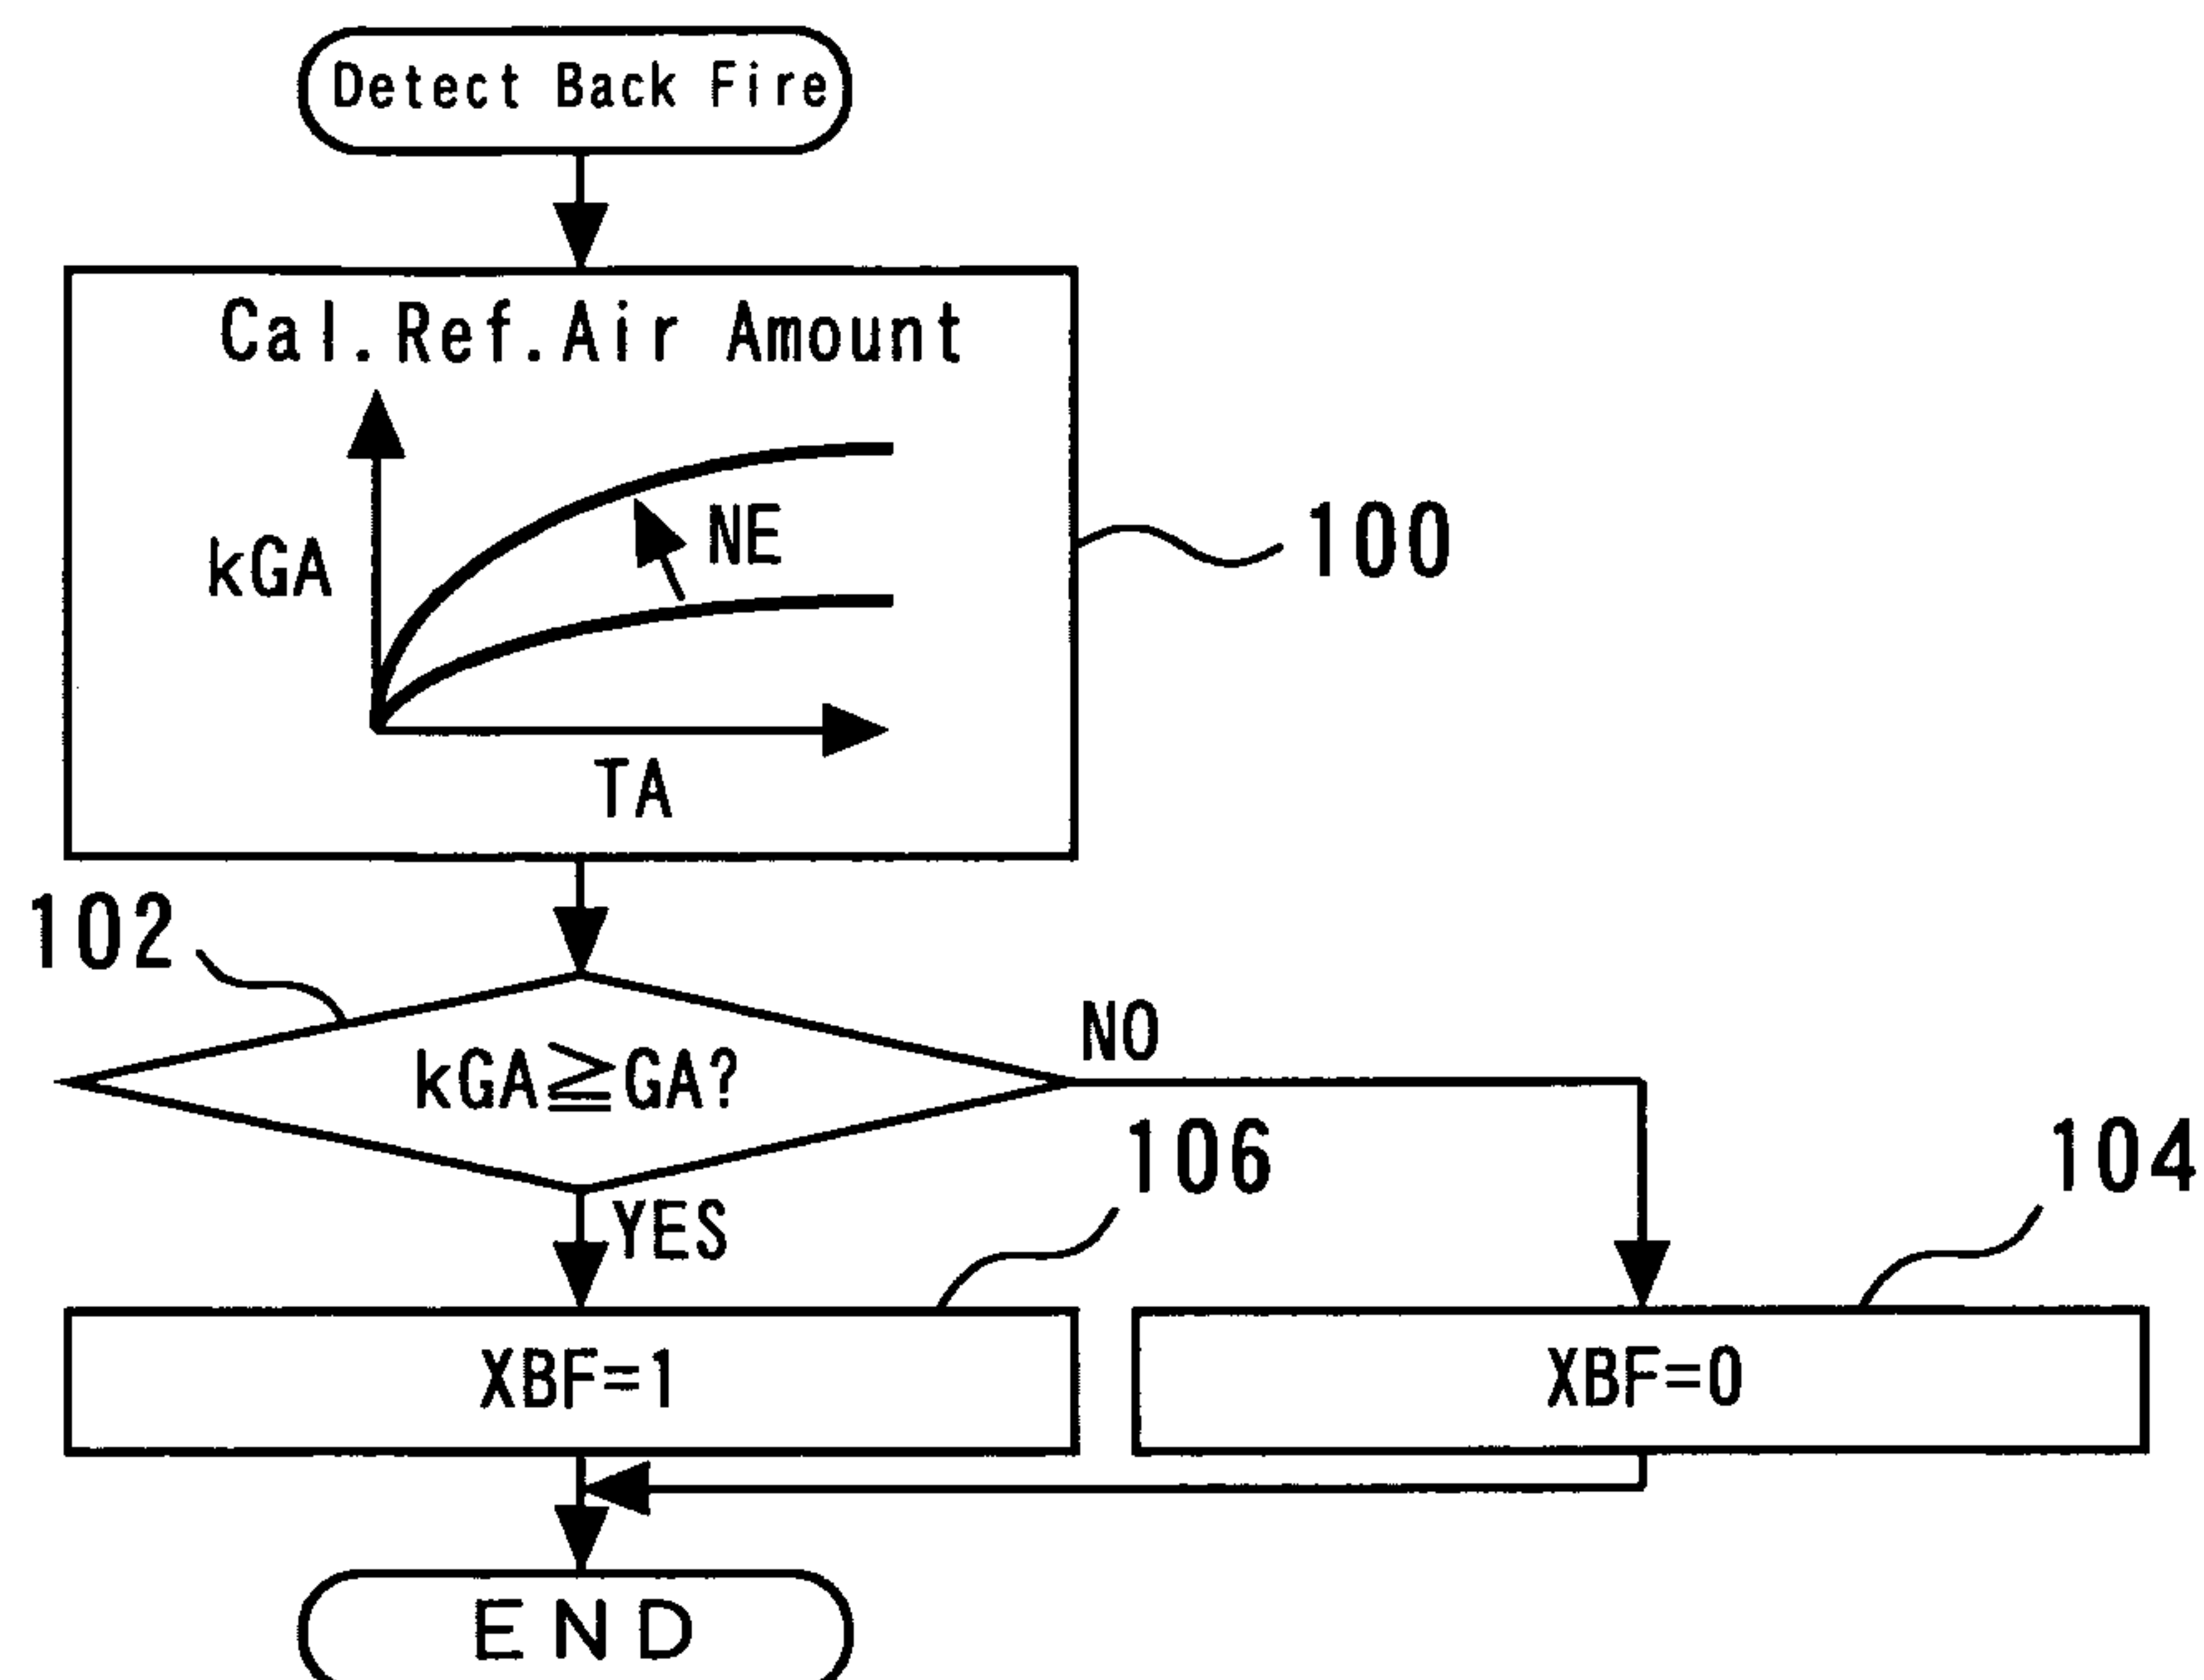 Detect Back Fire
Cal.Ref.Air Amount
NE
kGA
100
TA
102
NO
kGA≧GA?
106
104
YES
XBF=1
XBF=0
END